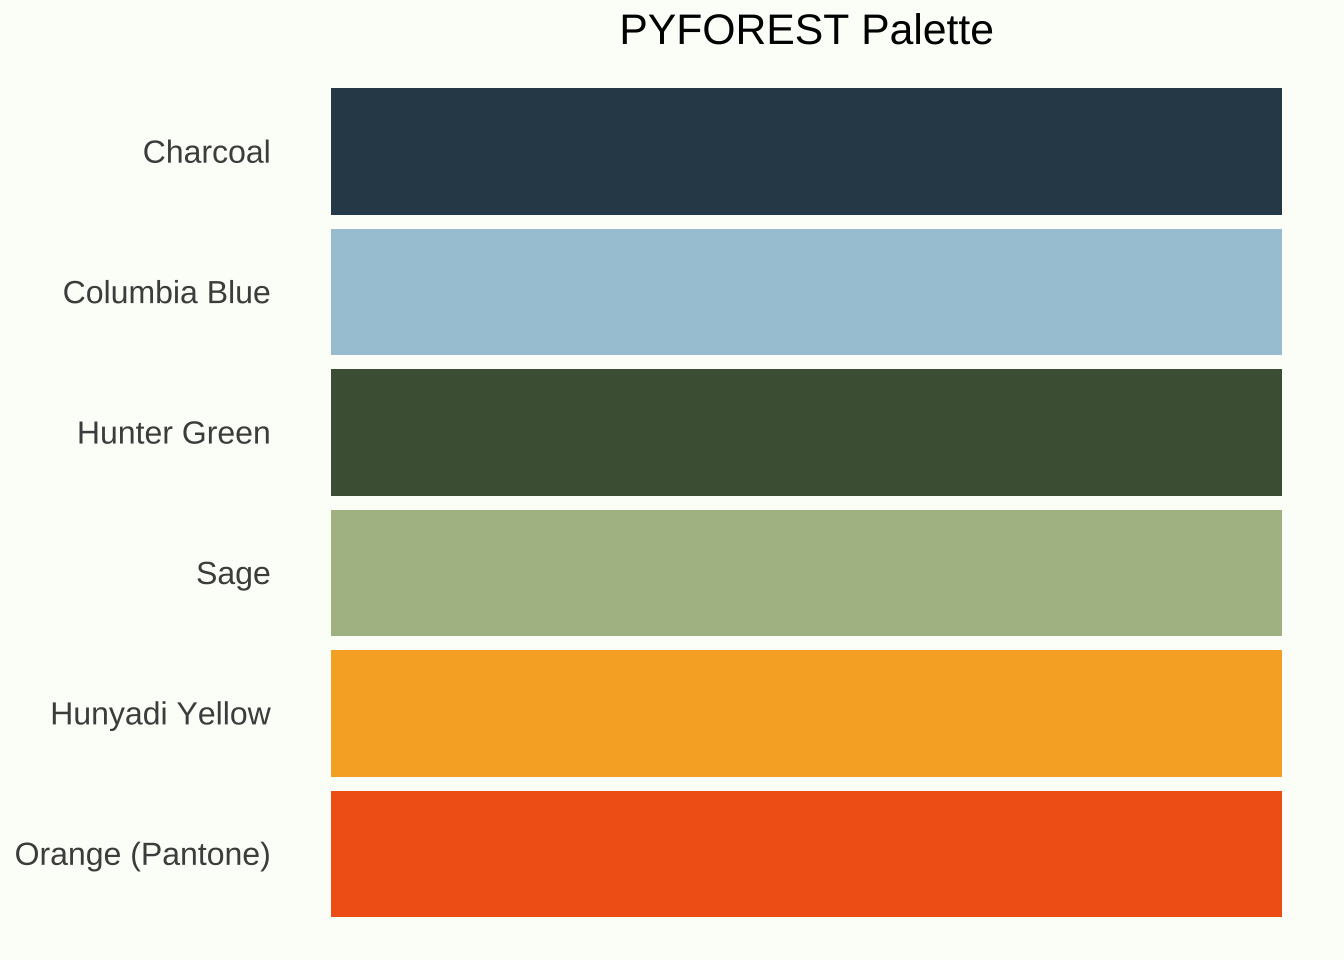 PYFOREST Palette
Charcoal
Columbia Blue
Hunter Green
Sage
Hunyadi Yellow
Orange (Pantone)